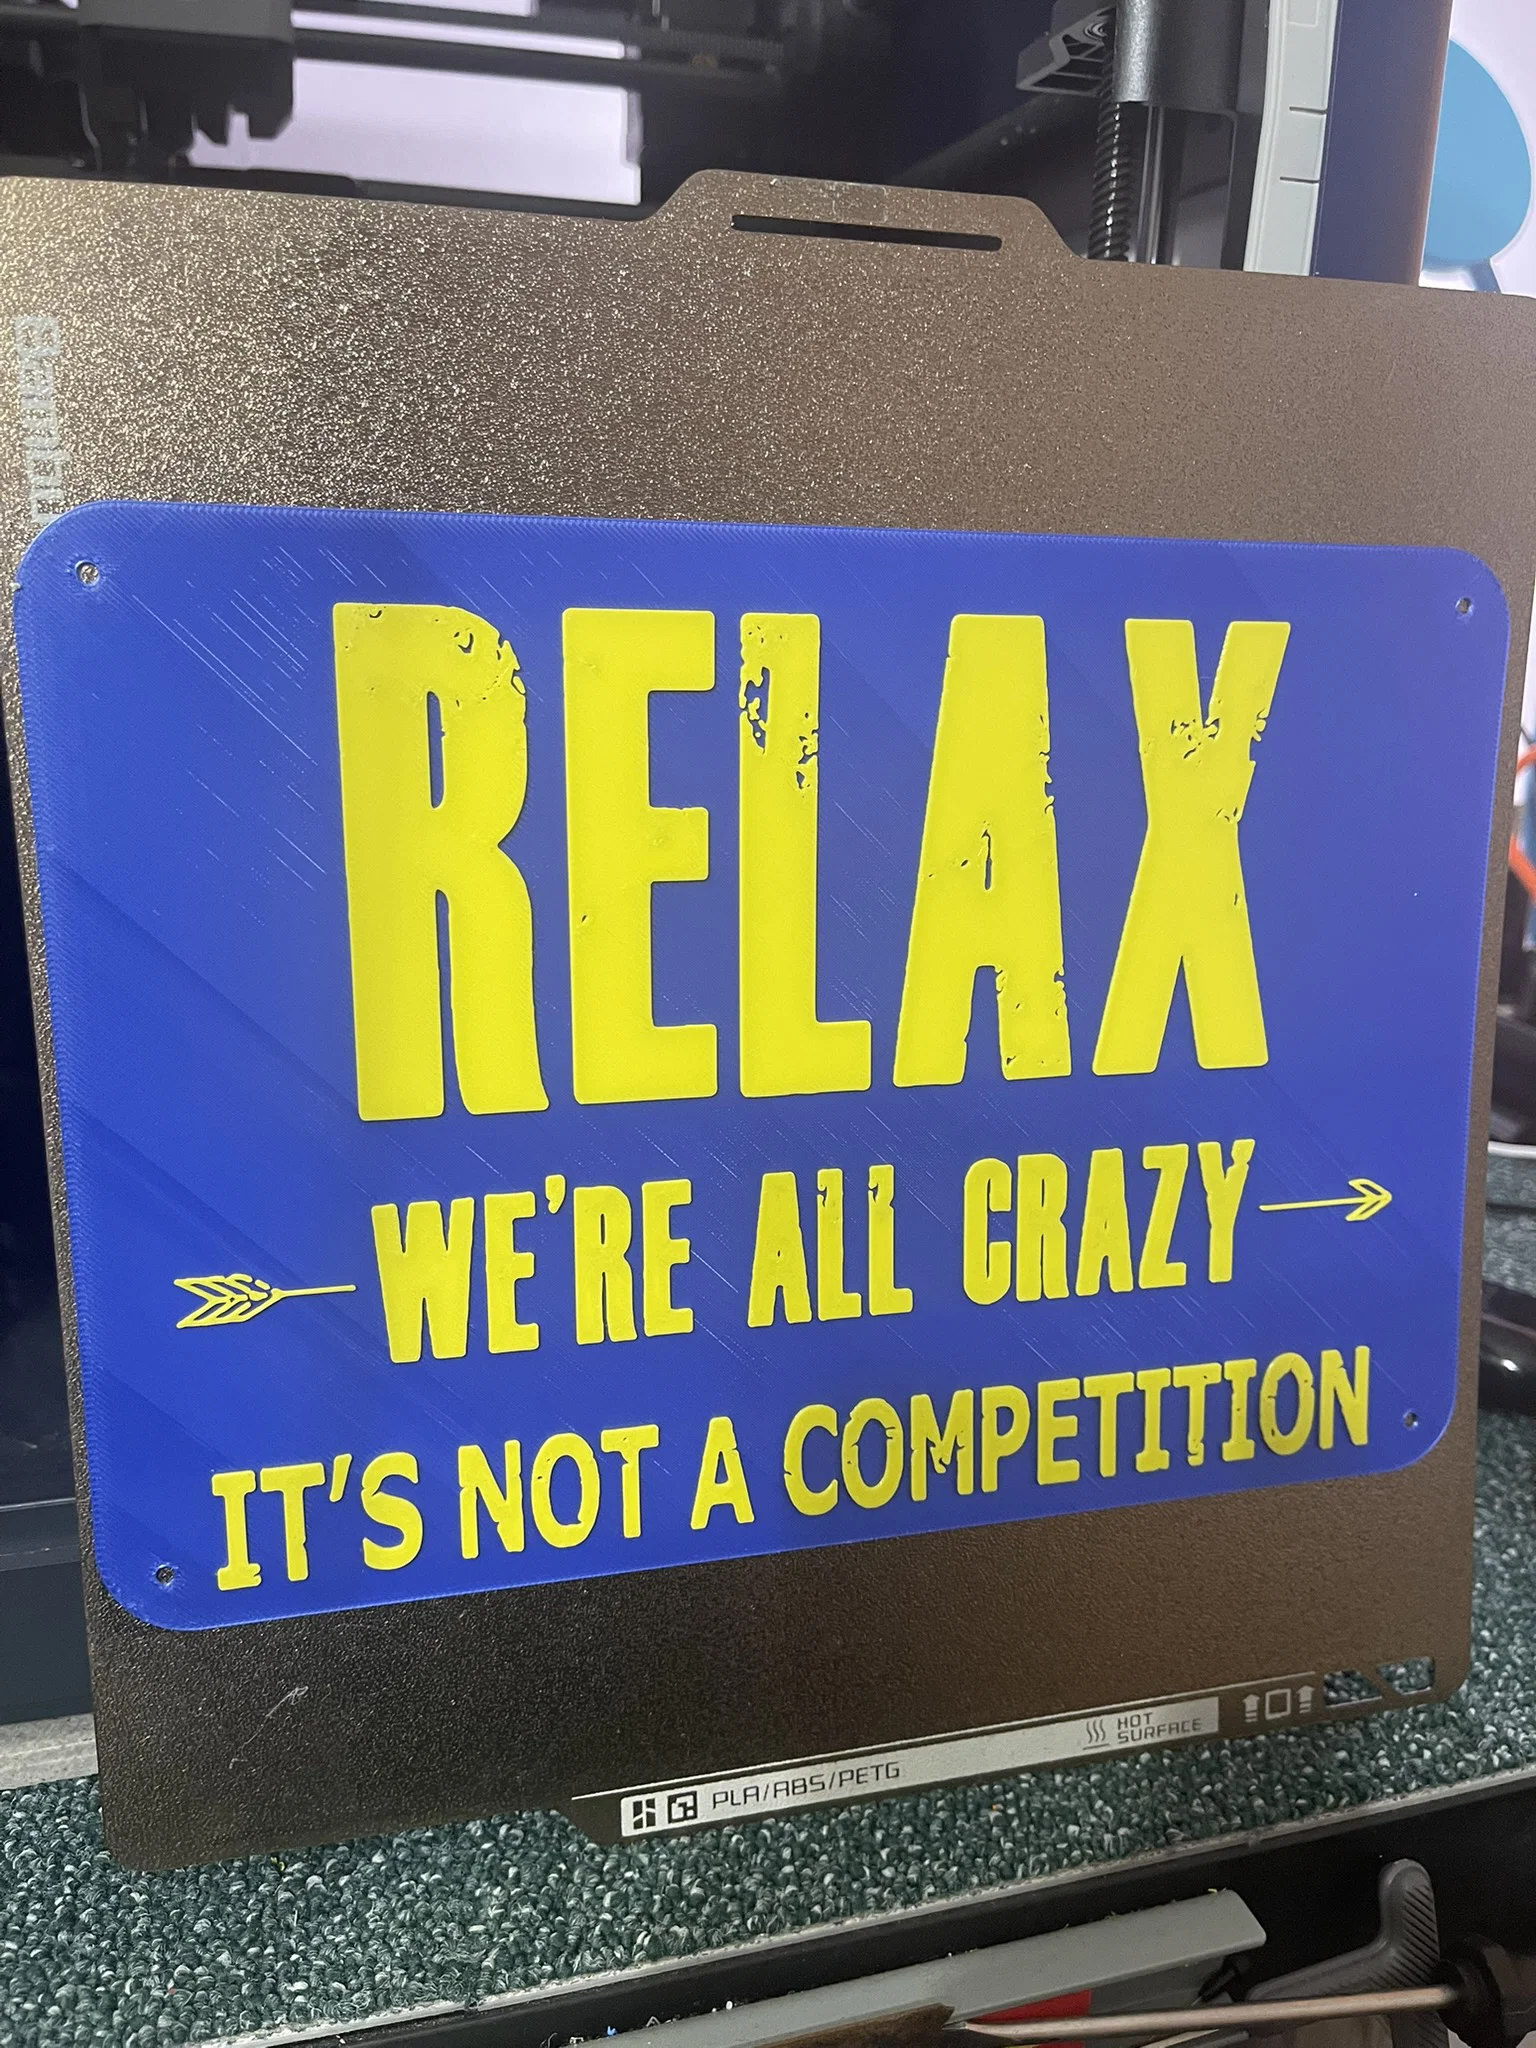 RELAX
WE'RE ALL CRAZY
IT'S NOT A COMPETITION
HOT
SURFACE
PLA/ABS/PETG